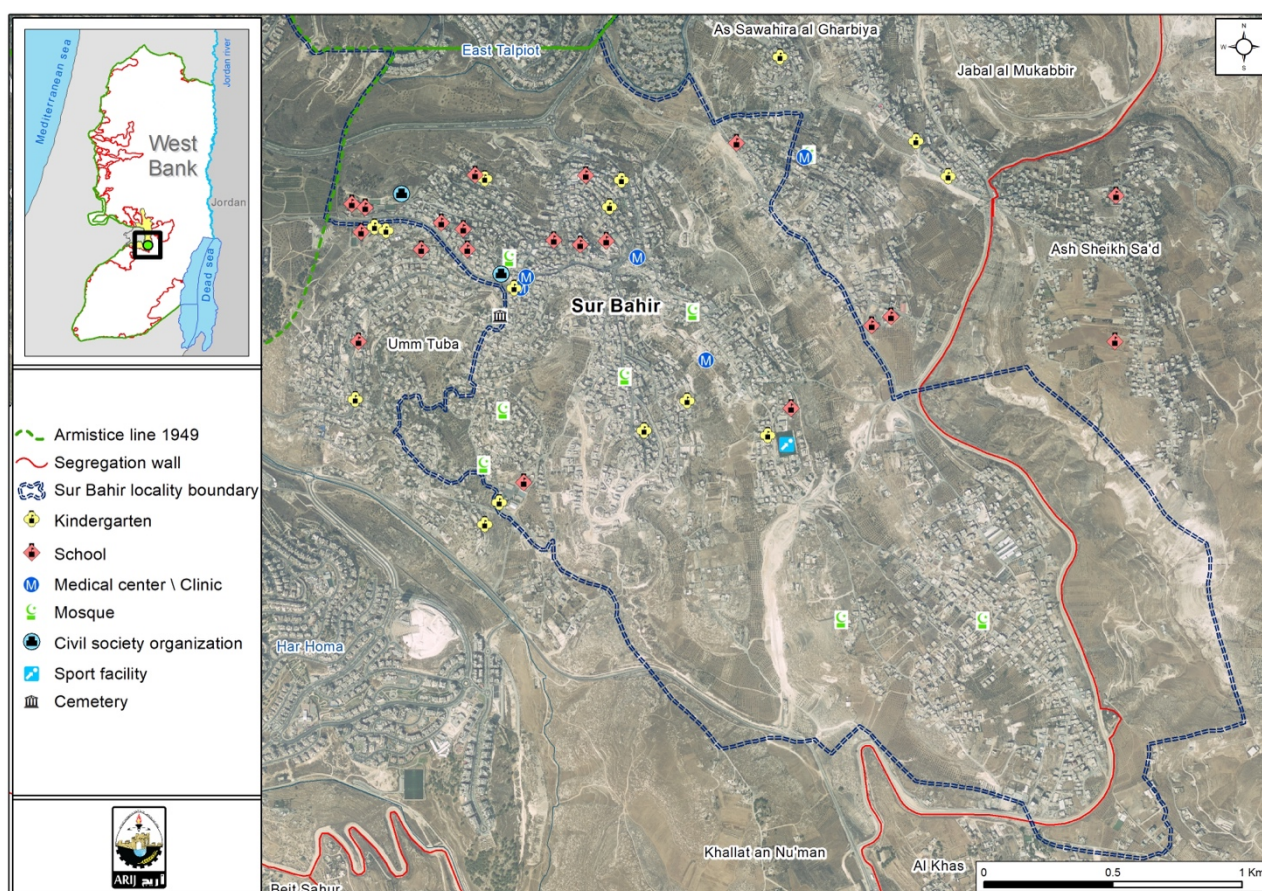 Mediterranean sea
Jordan river
West
Bank
Jordan
Dead sea
Armistice line 1949
Segregation wall
Sur Bahir locality boundary
Kindergarten
School
M
Medical center \ Clinic
Mosque
Civil society organization
Sport facility
Cemetery
ARIJ أريج
East Talpiot
As Sawahira al Gharbiya
Jabal al Mukabbir
N
W
E
S
M
Ash Sheikh Sa'd
M
M
Sur Bahir
Umm Tuba
M
Har Homa
Khallat an Nu'man
Al Khas
Beit Sahur
0
0.5
1 Km